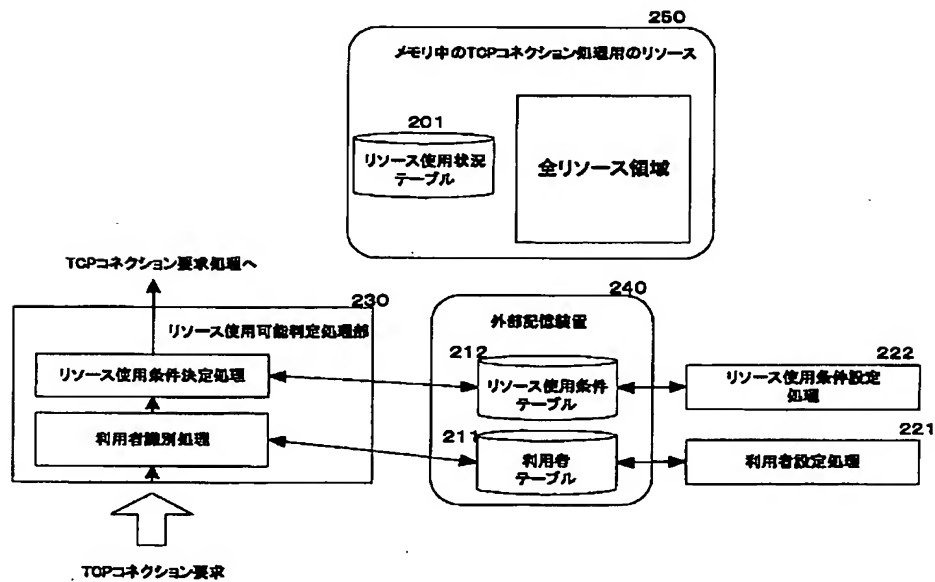 250
メモリ中のTCPコネクション処理用のリソース
201
リソース使用状況
テーブル
全リソース領域
TCPコネクション要求処理へ
230
リソース使用可能判定処理部
リソース使用条件決定処理
利用者識別処理
TCPコネクション要求
240
外部記憶装置
212
リソース使用条件
テーブル
211
利用者
テーブル
222
リソース使用条件設定
処理
221
利用者設定処理